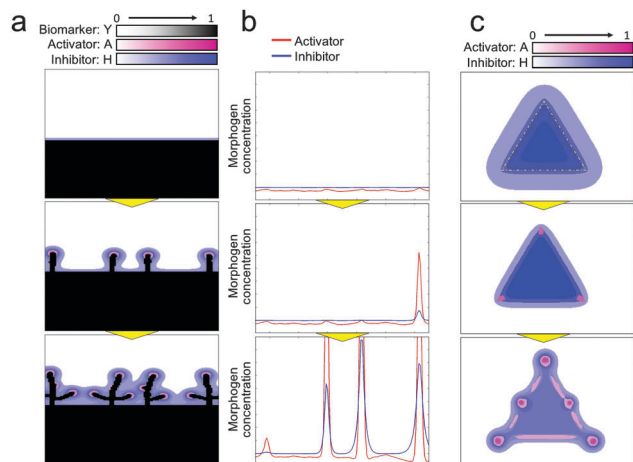 a
0 1
Biomarker: Y
Activator: A
Inhibitor: H
b
Activator
Inhibitor
Morphogen
concentration
Morphogen
concentration
Morphogen
concentration
c
0 1
Activator: A
Inhibitor: H